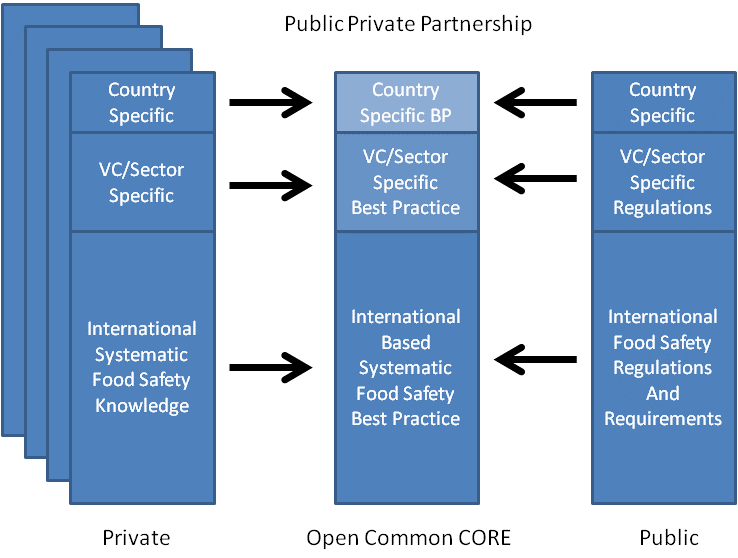 Public Private Partnership
Country
Specific
VC/Sector
Specific
International
Systematic
Food Safety
Knowledge
Private
Country
Specific BP
VC/Sector
Specific
Best Practice
International
Based
Systematic
Food Safety
Best Practice
Open Common CORE
Country
Specific
VC/Sector
Specific
Regulations
International
Food Safety
Regulations
And
Requirements
Public